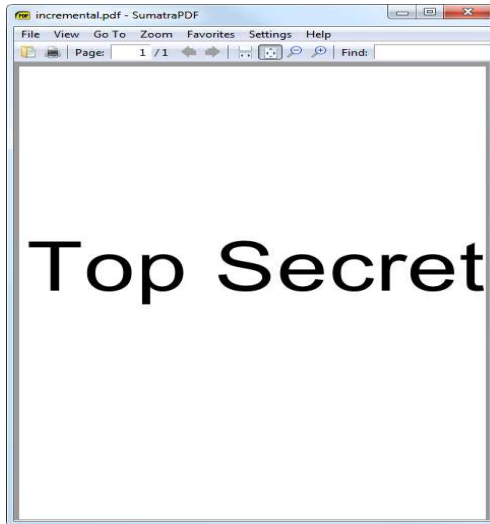 incremental.pdf - SumatraPDF
File View Go To Zoom Favorites Settings Help
Page: 1 / 1 Find:
Top Secret